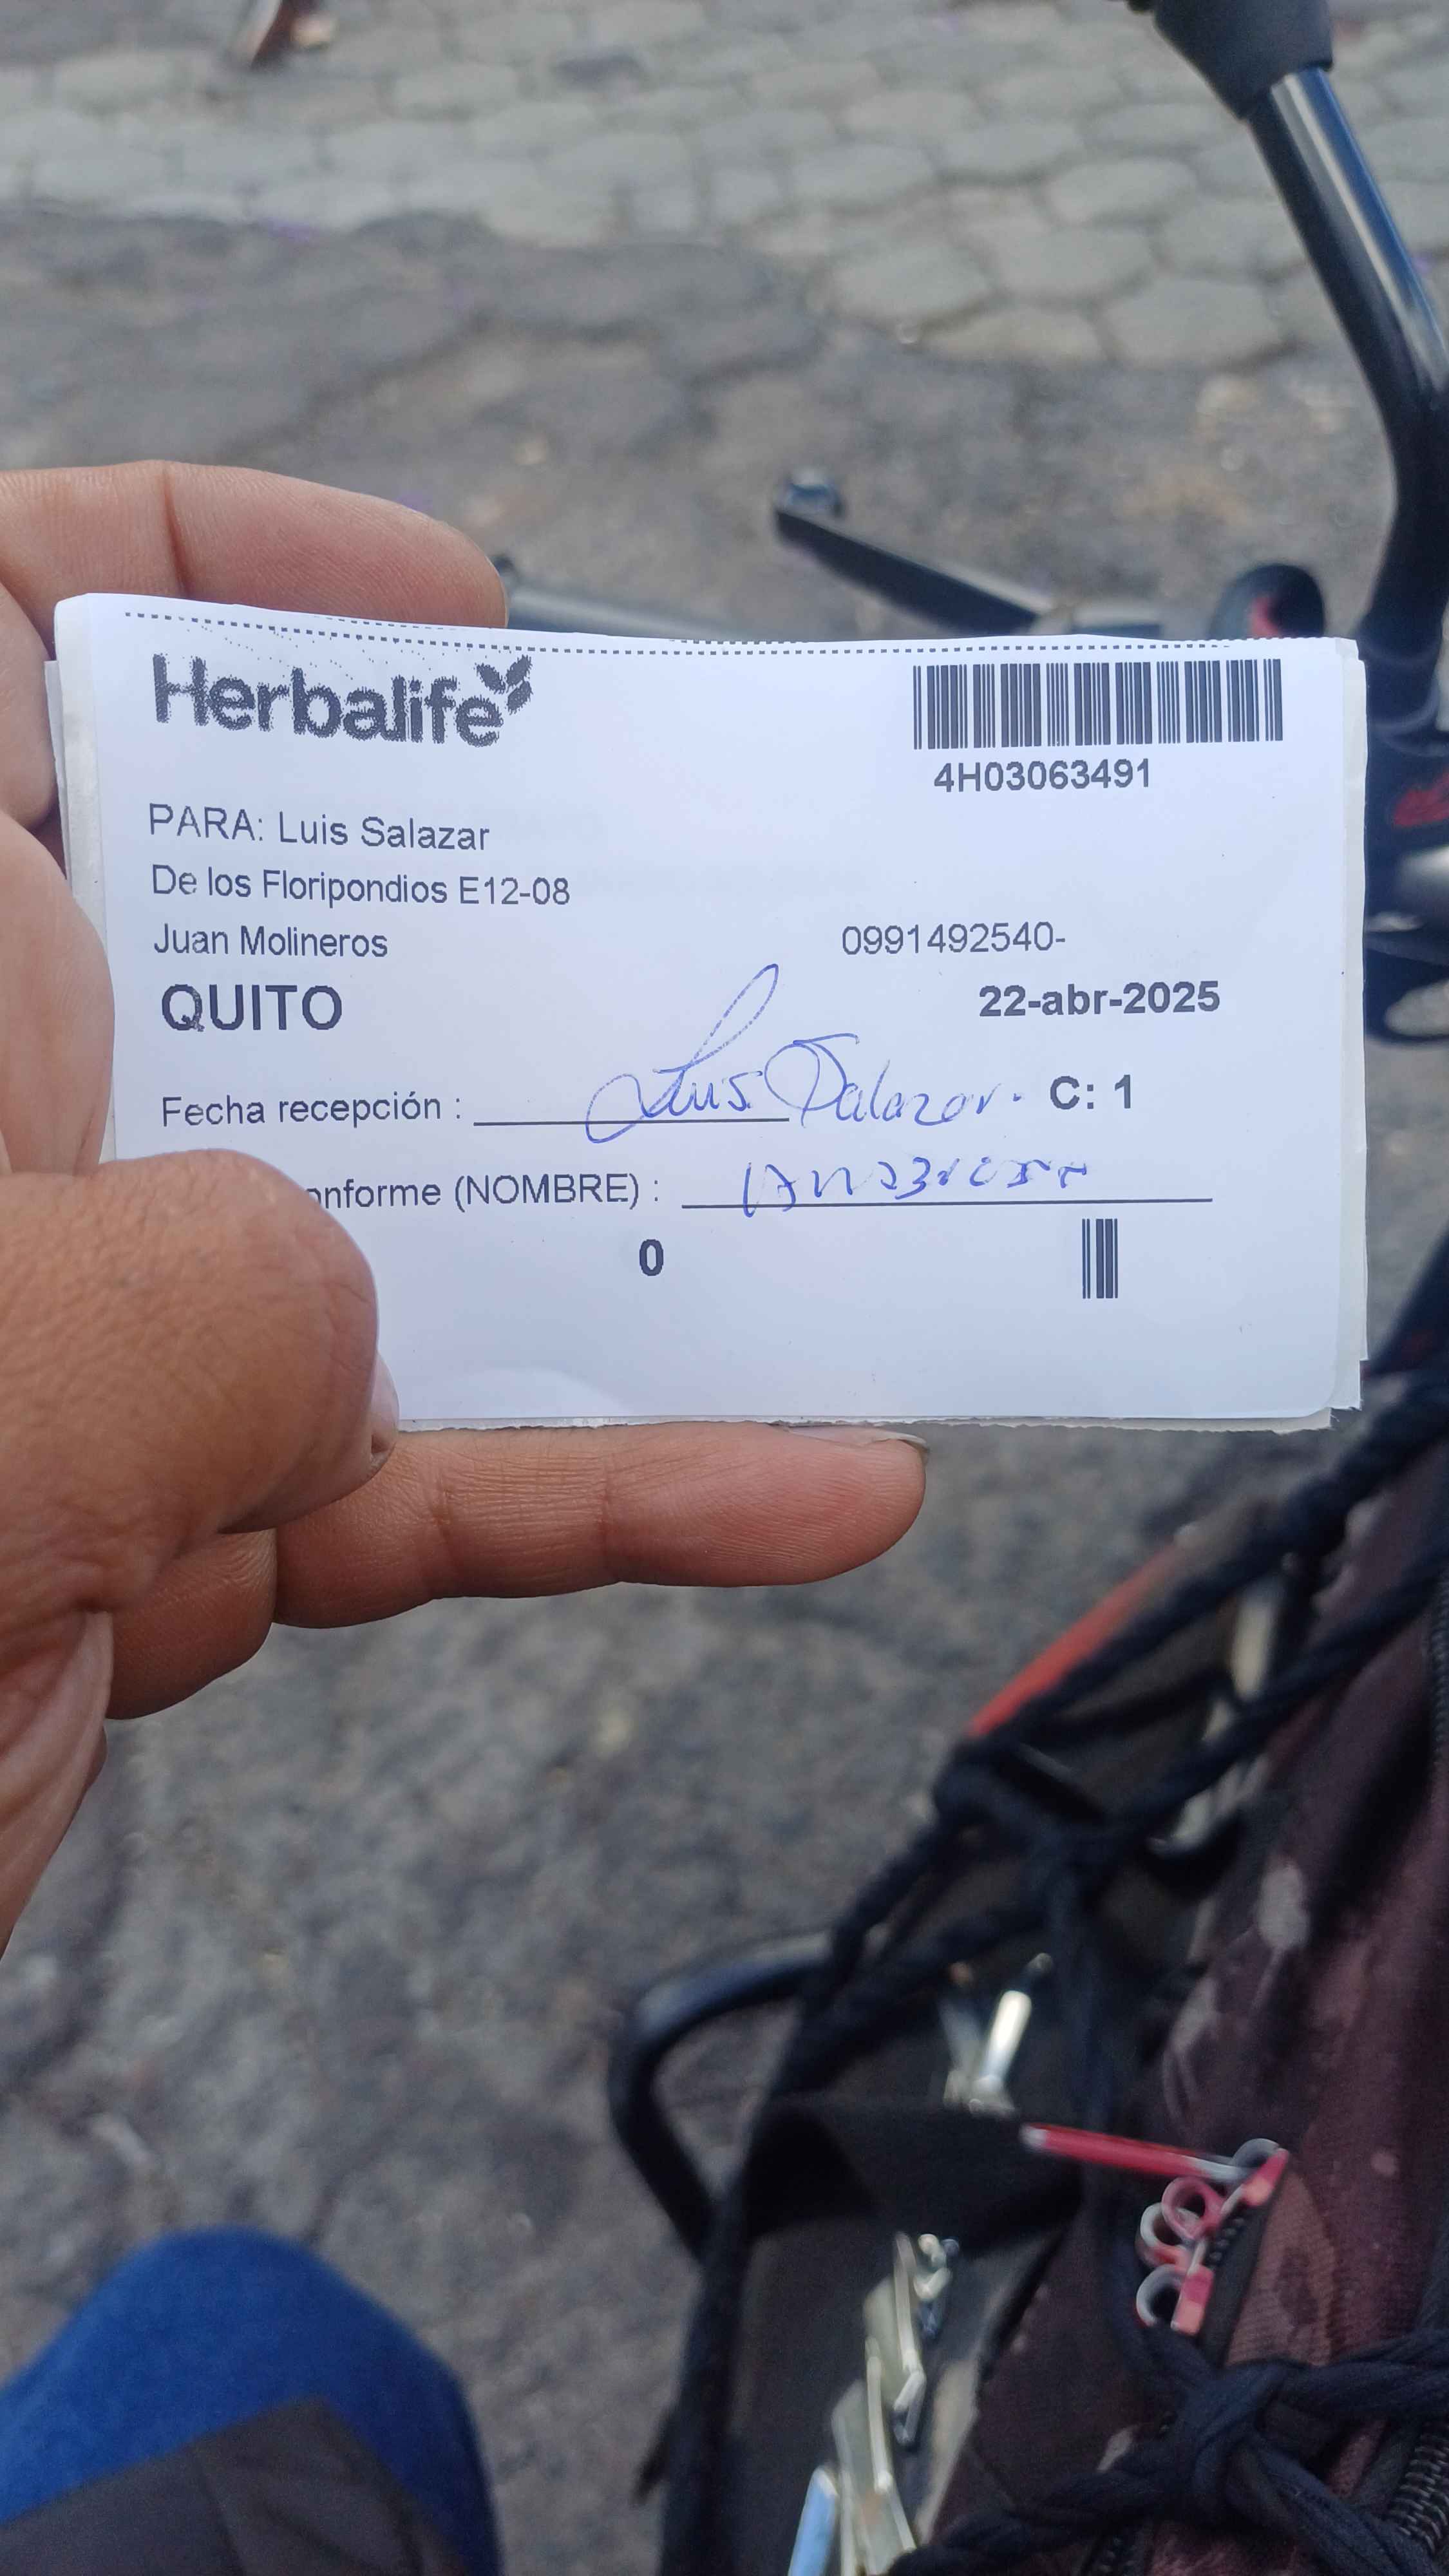 Herbalife
4H03063491
PARA: Luis Salazar
De los Floripondios E12-08
Juan Molineros 0991492540-
QUITO 22-abr-2025
Fecha recepción : Luis Salazar. C: 1
onforme (NOMBRE) :
0